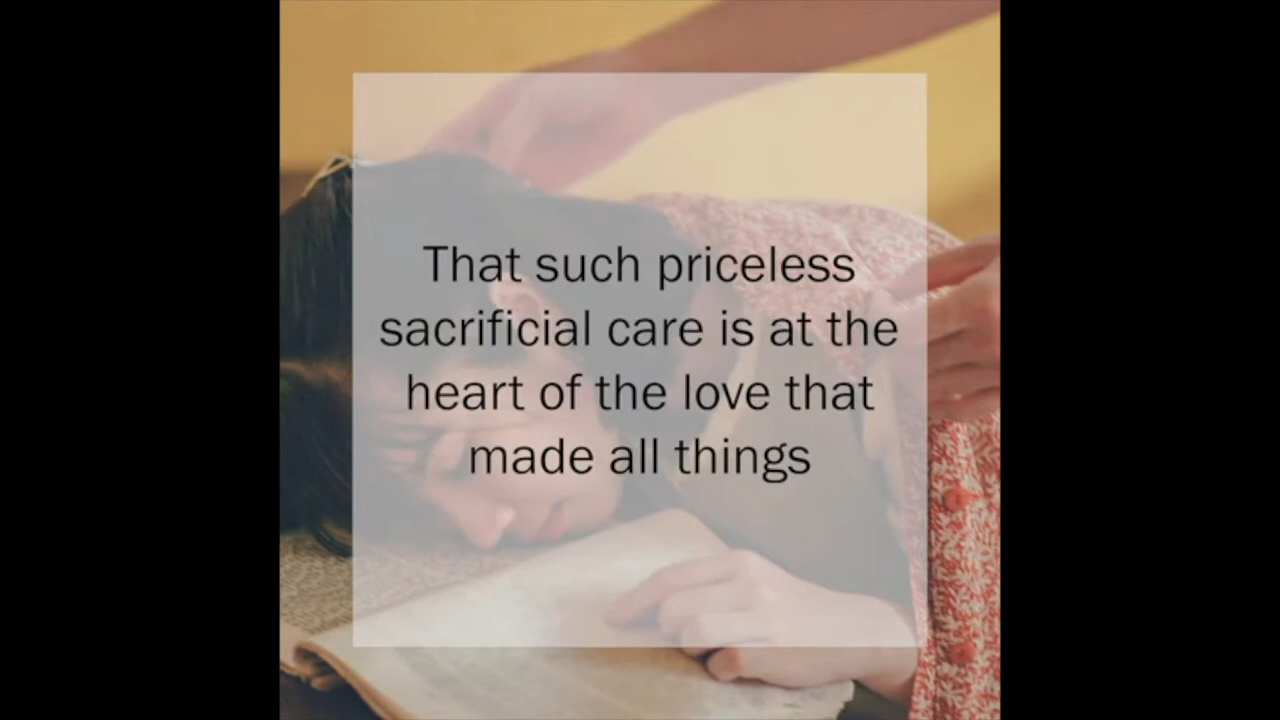 That such priceless
sacrificial care is at the
heart of the love that
made all things